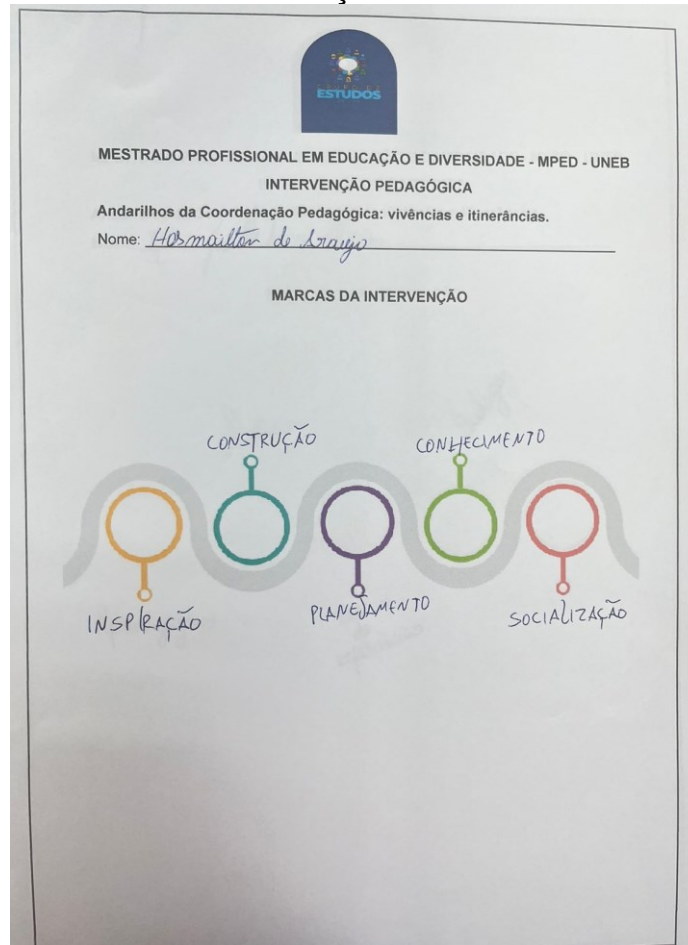 ESTUDOS
MESTRADO PROFISSIONAL EM EDUCAÇÃO E DIVERSIDADE - MPED - UNEB
INTERVENÇÃO PEDAGÓGICA
Andarilhos da Coordenação Pedagógica: vivências e itinerâncias.
Nome: Hosmailton de Araujo
MARCAS DA INTERVENÇÃO
CONSTRUÇÃO
CONHECIMENTO
INSPIRAÇÃO
PLANEJAMENTO
SOCIALIZAÇÃO